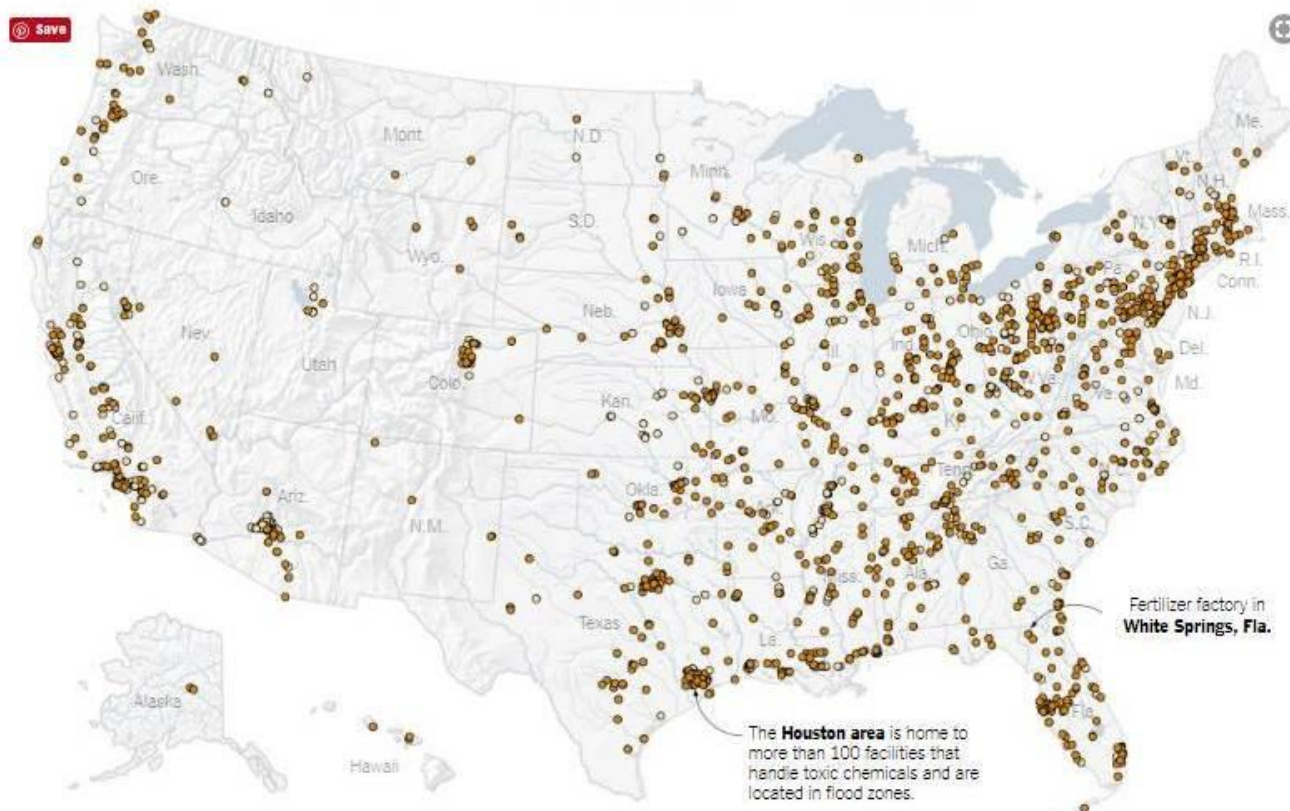 Save
Wash.
Mont.
N.D.
Minn.
Me.
Vt.
N.H.
Ore.
Idaho
S.D.
Wis.
Mich.
N.Y.
Mass.
Wyo.
R.I.
Conn.
Pa.
Iowa
Neb.
Nev.
Ohio
N.J.
Ill.
Ind.
Utah
Colo.
Del.
W.Va.
Md.
Va.
Kan.
Calif.
Mo.
Ky.
Tenn.
N.C.
Okla.
Ariz.
Ark.
N.M.
S.C.
Miss.
Ala.
Ga.
Fertilizer factory in
White Springs, Fla.
Texas
La.
Alaska
Fla.
The Houston area is home to
more than 100 facilities that
handle toxic chemicals and are
located in flood zones.
Hawaii